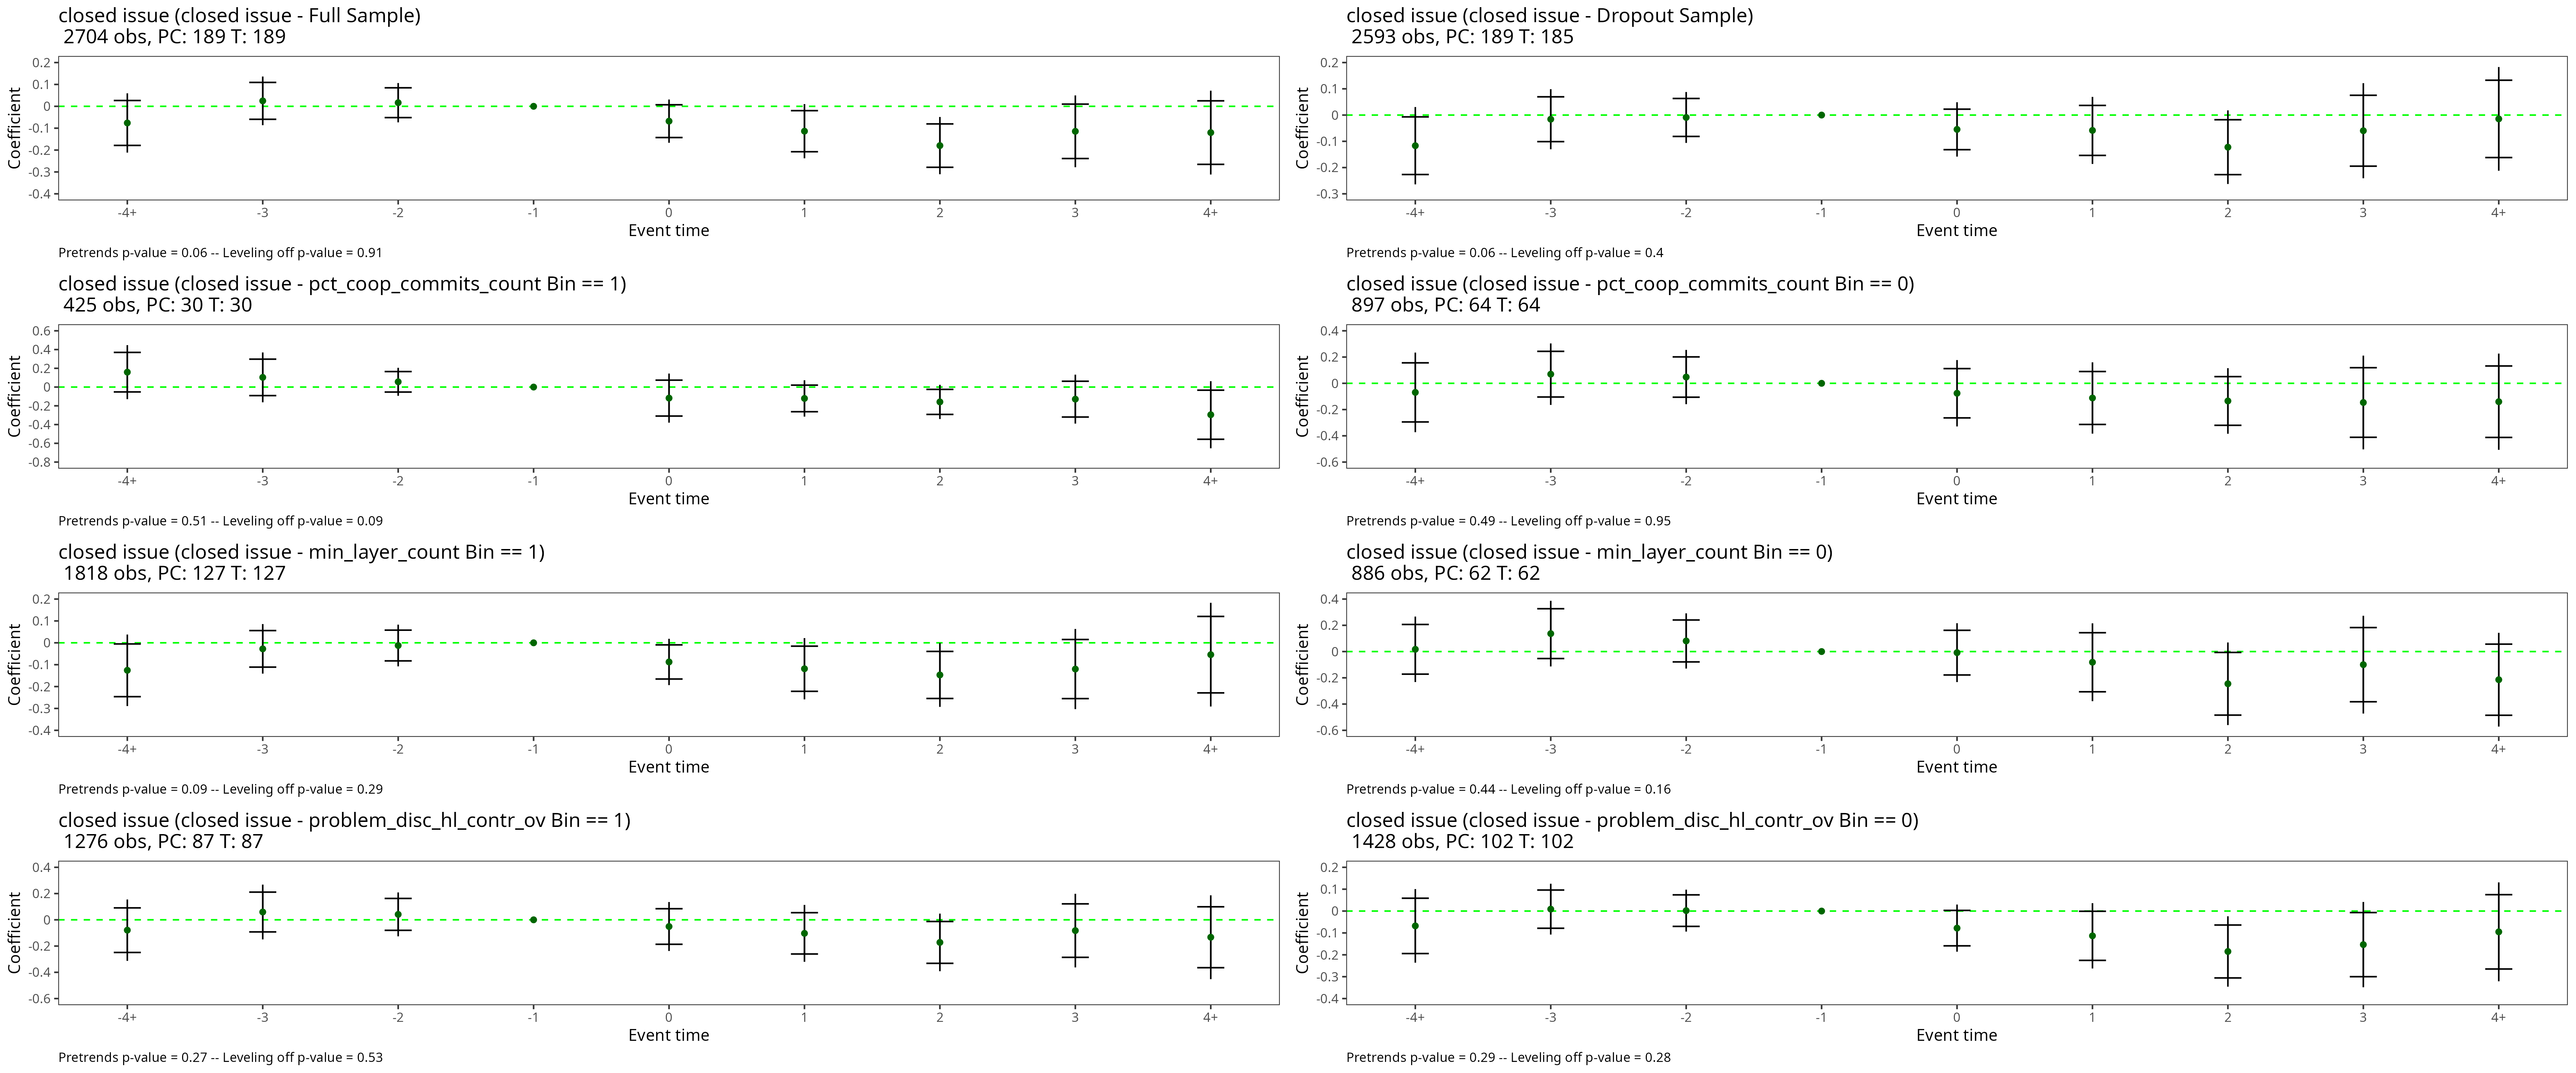 closed issue (closed issue - Full Sample)
2704 obs, PC: 189 T: 189
0.2
0.1
0
-0.1
-0.2
-0.3
-0.4
Coefficient
-4+ -3 -2 -1 0 1 2 3 4+
Event time
Pretrends p-value = 0.06 -- Leveling off p-value = 0.91
closed issue (closed issue - Dropout Sample)
2593 obs, PC: 189 T: 185
0.2
0.1
0
-0.1
-0.2
-0.3
Coefficient
-4+ -3 -2 -1 0 1 2 3 4+
Event time
Pretrends p-value = 0.06 -- Leveling off p-value = 0.4
closed issue (closed issue - pct_coop_commits_count Bin == 1)
425 obs, PC: 30 T: 30
0.6
0.4
0.2
0
-0.2
-0.4
-0.6
-0.8
Coefficient
-4+ -3 -2 -1 0 1 2 3 4+
Event time
Pretrends p-value = 0.51 -- Leveling off p-value = 0.09
closed issue (closed issue - pct_coop_commits_count Bin == 0)
897 obs, PC: 64 T: 64
0.4
0.2
0
-0.2
-0.4
-0.6
Coefficient
-4+ -3 -2 -1 0 1 2 3 4+
Event time
Pretrends p-value = 0.49 -- Leveling off p-value = 0.95
closed issue (closed issue - min_layer_count Bin == 1)
1818 obs, PC: 127 T: 127
0.2
0.1
0
-0.1
-0.2
-0.3
-0.4
Coefficient
-4+ -3 -2 -1 0 1 2 3 4+
Event time
Pretrends p-value = 0.09 -- Leveling off p-value = 0.29
closed issue (closed issue - min_layer_count Bin == 0)
886 obs, PC: 62 T: 62
0.4
0.2
0
-0.2
-0.4
-0.6
Coefficient
-4+ -3 -2 -1 0 1 2 3 4+
Event time
Pretrends p-value = 0.44 -- Leveling off p-value = 0.16
closed issue (closed issue - problem_disc_hl_contr_ov Bin == 1)
1276 obs, PC: 87 T: 87
0.4
0.2
0
-0.2
-0.4
-0.6
Coefficient
-4+ -3 -2 -1 0 1 2 3 4+
Event time
Pretrends p-value = 0.27 -- Leveling off p-value = 0.53
closed issue (closed issue - problem_disc_hl_contr_ov Bin == 0)
1428 obs, PC: 102 T: 102
0.2
0.1
0
-0.1
-0.2
-0.3
-0.4
Coefficient
-4+ -3 -2 -1 0 1 2 3 4+
Event time
Pretrends p-value = 0.29 -- Leveling off p-value = 0.28